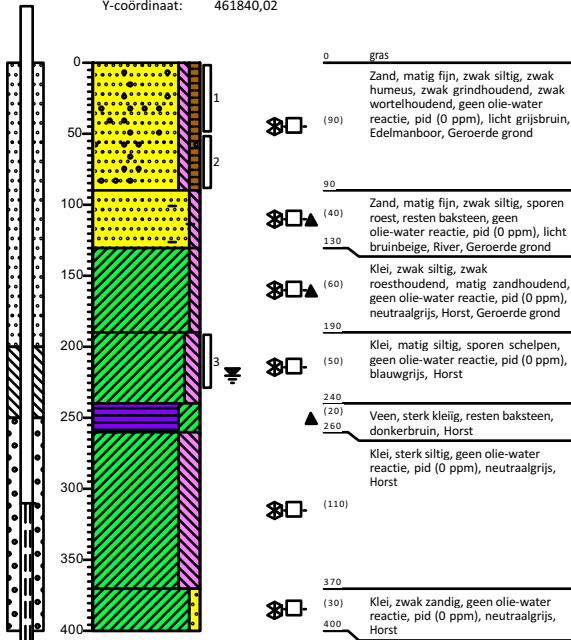 Y-coördinaat: 461840,02
0
50
100
150
200
250
300
350
400
1
2
3
0 gras
Zand, matig fijn, zwak siltig, zwak
humeus, zwak grindhoudend, zwak
wortelhoudend, geen olie-water
reactie, pid (0 ppm), licht grijsbruin,
Edelmanboor, Geroerde grond
(90)
90
Zand, matig fijn, zwak siltig, sporen
roest, resten baksteen, geen
olie-water reactie, pid (0 ppm), licht
bruinbeige, River, Geroerde grond
(40)
130
Klei, zwak siltig, zwak
roesthoudend, matig zandhoudend,
geen olie-water reactie, pid (0 ppm),
neutraalgrijs, Horst, Geroerde grond
(60)
190
Klei, matig siltig, sporen schelpen,
geen olie-water reactie, pid (0 ppm),
blauwgrijs, Horst
(50)
240
(20)
Veen, sterk kleiïg, resten baksteen,
donkerbruin, Horst
260
Klei, sterk siltig, geen olie-water
reactie, pid (0 ppm), neutraalgrijs,
Horst
(110)
370
(30)
Klei, zwak zandig, geen olie-water
reactie, pid (0 ppm), neutraalgrijs,
Horst
400